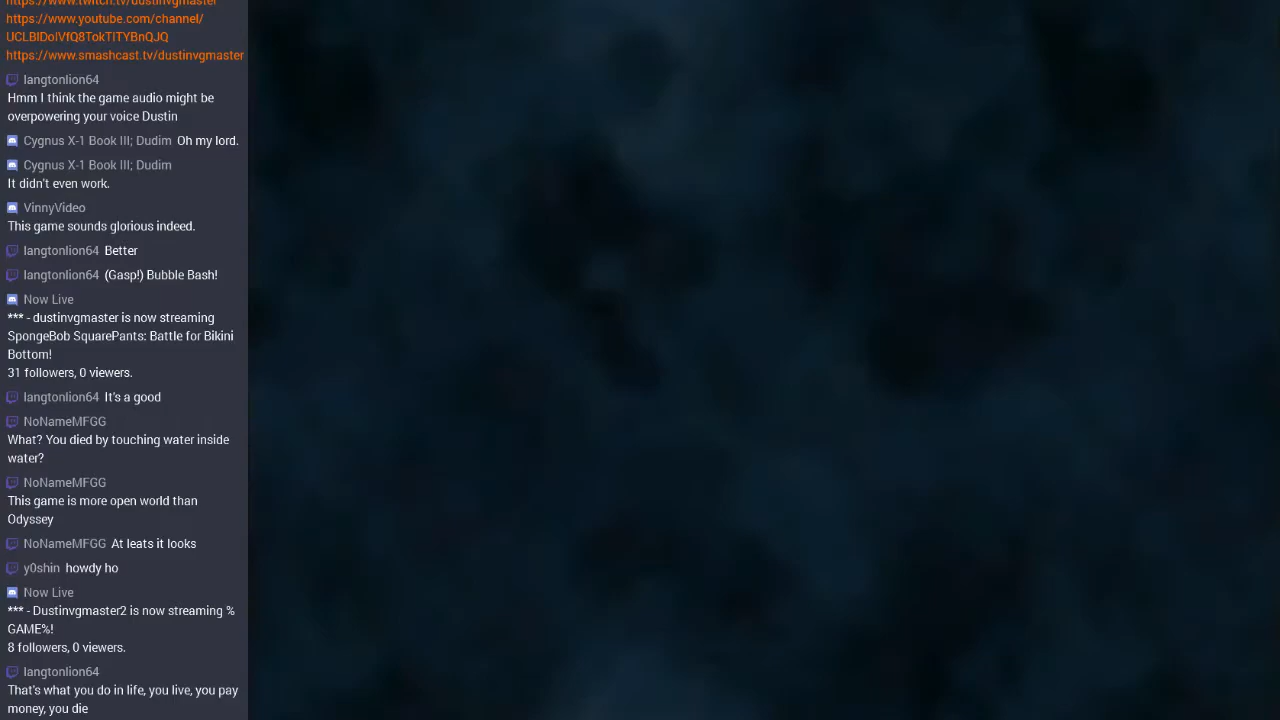 https://www.twitch.tv/dustinvgmaster
https://www.youtube.com/channel/
https://www.smashcast.tv/dustinvgmaster
langtonlion64
Hmm I think the game audio might be
overpowering your voice Dustin
Cygnus X-1 Book III; Dudim Oh my lord.
Cygnus X-1 Book III; Dudim
It didn't even work.
VinnyVideo
This game sounds glorious indeed.
langtonlion64 Better
langtonlion64 (Gasp!) Bubble Bash!
Now Live
*** - dustinvgmaster is now streaming
SpongeBob SquarePants: Battle for Bikini
Bottom!
31 followers, 0 viewers.
langtonlion64 It's a good
NoNameMFGG
What? You died by touching water inside
water?
NoNameMFGG
This game is more open world than
Odyssey
NoNameMFGG At leats it looks
y0shin howdy ho
Now Live
*** - Dustinvgmaster2 is now streaming %
GAME%!
8 followers, 0 viewers.
langtonlion64
That's what you do in life, you live, you pay
money, you die